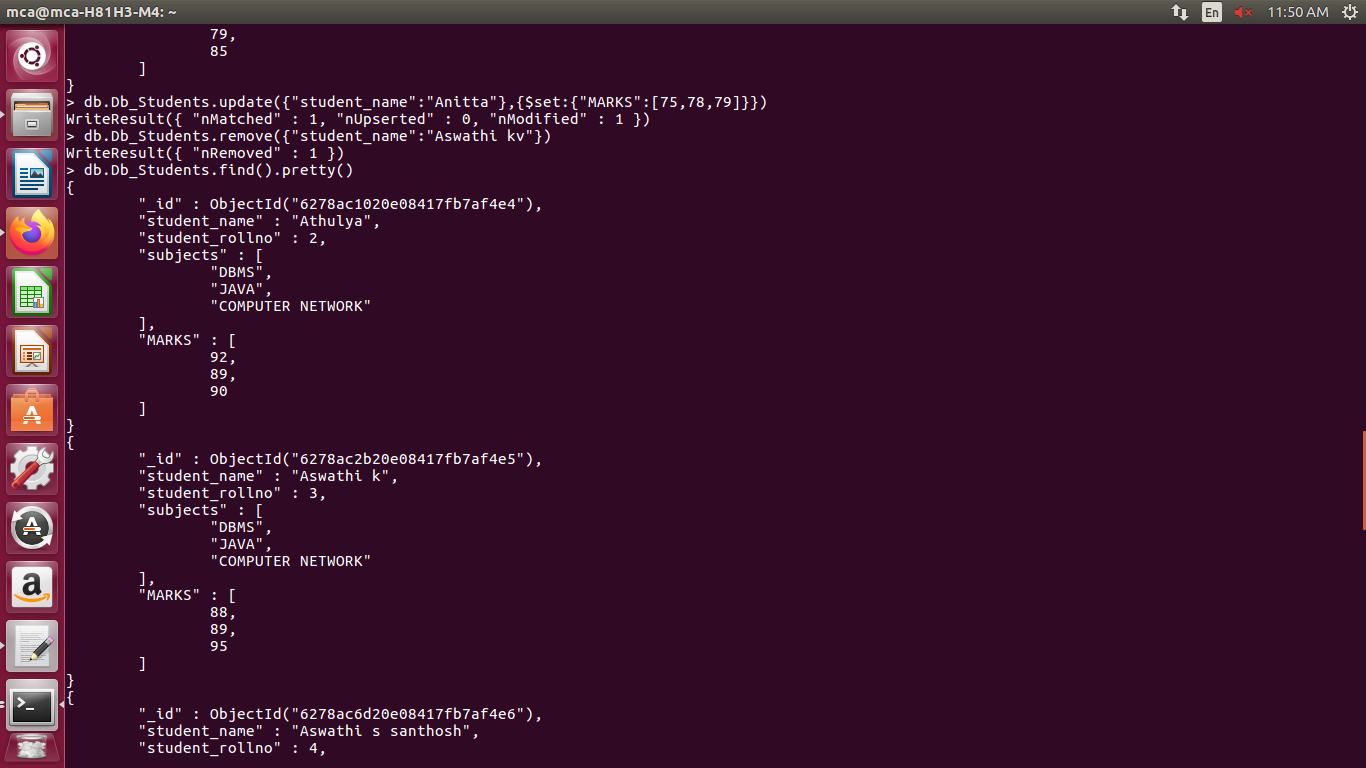 mca@mca-H81H3-M4: ~
En
11:50 AM
79,
85
]
}
> db.Db_Students.update({"student_name":"Anitta"},{$set:{"MARKS":[75,78,79]}})
WriteResult({ "nMatched" : 1, "nUpserted" : 0, "nModified" : 1 })
> db.Db_Students.remove({"student_name":"Aswathi kv"})
WriteResult({ "nRemoved" : 1 })
> db.Db_Students.find().pretty()
{
"_id" : ObjectId("6278ac1020e08417fb7af4e4"),
"student_name" : "Athulya",
"student_rollno" : 2,
"subjects" : [
"DBMS",
"JAVA",
"COMPUTER NETWORK"
],
"MARKS" : [
92,
89,
90
]
}
{
"_id" : ObjectId("6278ac2b20e08417fb7af4e5"),
"student_name" : "Aswathi k",
"student_rollno" : 3,
"subjects" : [
"DBMS",
"JAVA",
"COMPUTER NETWORK"
],
"MARKS" : [
88,
89,
95
]
}
{
"_id" : ObjectId("6278ac6d20e08417fb7af4e6"),
"student_name" : "Aswathi s santhosh",
"student_rollno" : 4,